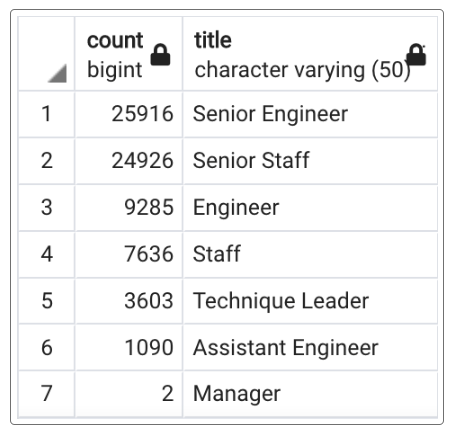 count title
bigint character varying (50)
1 25916 Senior Engineer
2 24926 Senior Staff
3 9285 Engineer
4 7636 Staff
5 3603 Technique Leader
6 1090 Assistant Engineer
7 2 Manager